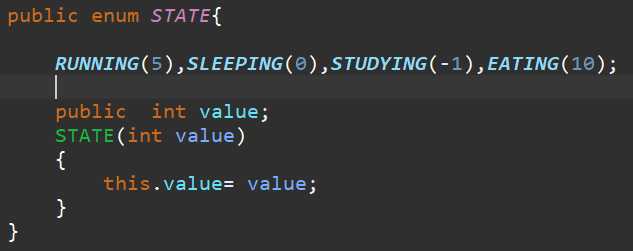 public enum STATE{
RUNNING(5),SLEEPING(0),STUDYING(-1),EATING(10);
public  int value;
STATE(int value)
{
this.value= value;
}
}